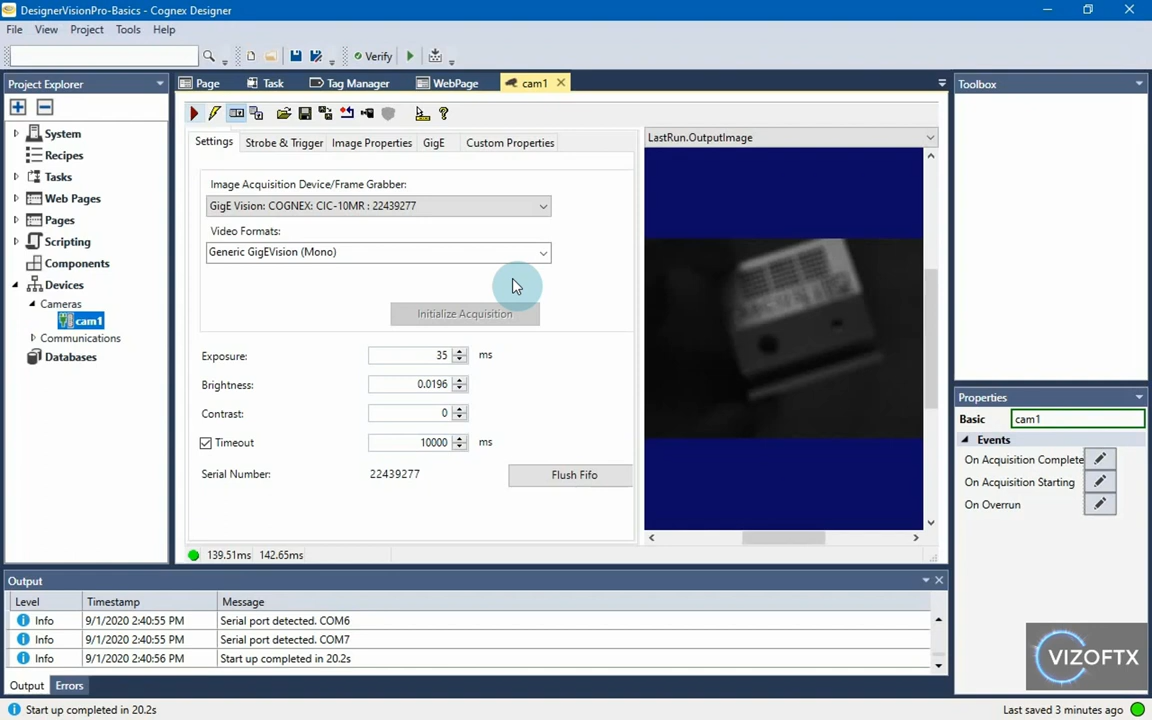 DesignerVisionPro-Basics - Cognex Designer
File View Project Tools Help
Verify
Project Explorer
System
Recipes
Tasks
Web Pages
Pages
Scripting
Components
Devices
Cameras
cam1
Communications
Databases
Page Task Tag Manager WebPage cam1
Settings Strobe & Trigger Image Properties GigE Custom Properties
Image Acquisition Device/Frame Grabber:
GigE Vision: COGNEX: CIC-10MR : 22439277
Video Formats:
Generic GigEVision (Mono)
Initialize Acquisition
Exposure: 35 ms
Brightness: 0.0196
Contrast: 0
Timeout 10000 ms
Serial Number: 22439277 Flush Fifo
139.51ms 142.65ms
LastRun.OutputImage
Toolbox
Properties
Basic cam1
Events
On Acquisition Complete
On Acquisition Starting
On Overrun
Output
Level Timestamp Message
Info 9/1/2020 2:40:55 PM Serial port detected. COM6
Info 9/1/2020 2:40:55 PM Serial port detected. COM7
Info 9/1/2020 2:40:56 PM Start up completed in 20.2s
Output Errors
Start up completed in 20.2s
Last saved 3 minutes ago
VIZOFTX